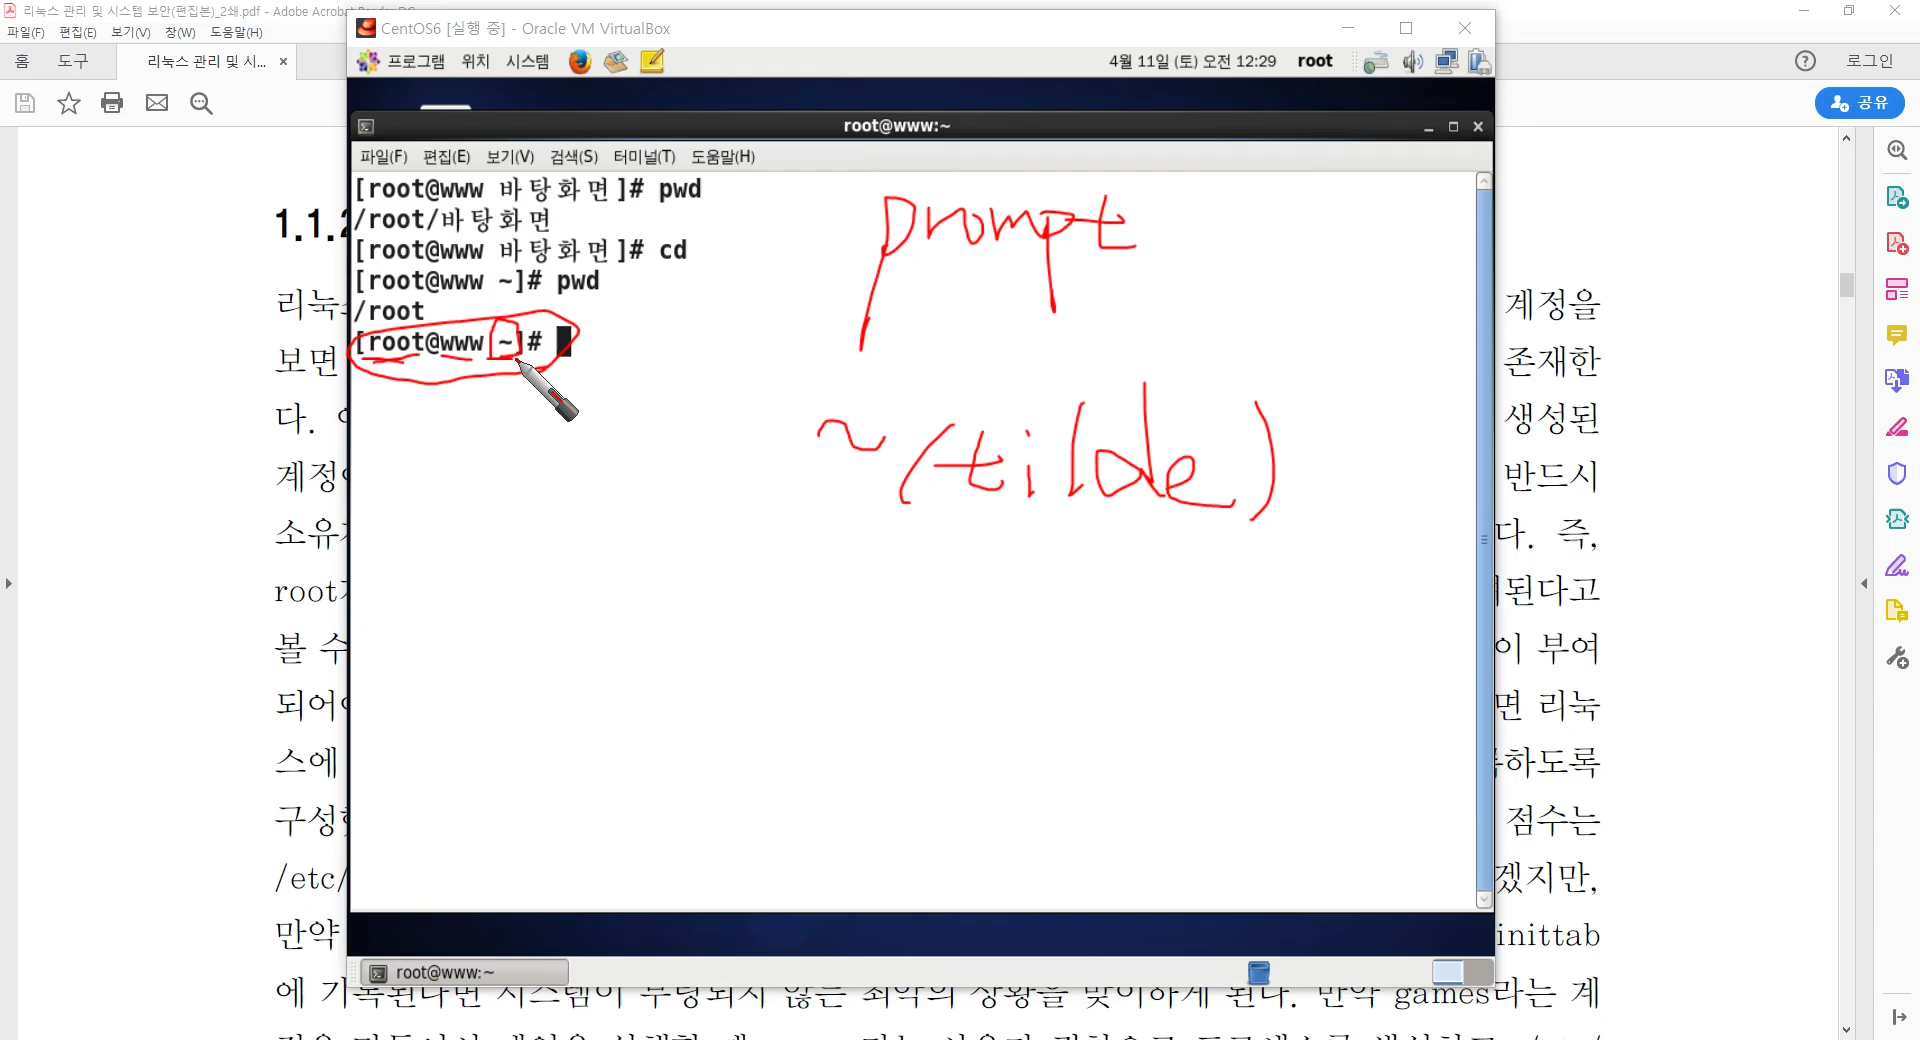 리눅스 관리 및 시스템 보안(편집본)_2쇄.pdf - Adobe Acrobat Reader DC
파일(F) 편집(E) 보기(V) 창(W) 도움말(H)
홈 도구 리눅스 관리 및 시... × 로그인
공유
CentOS6 [실행 중] - Oracle VM VirtualBox
프로그램 위치 시스템 4월 11일 (토) 오전 12:29 root
root@www:~
파일(F) 편집(E) 보기(V) 검색(S) 터미널(T) 도움말(H)
[root@www 바탕화면]# pwd
/root/바탕화면
[root@www 바탕화면]# cd
[root@www ~]# pwd
/root
[root@www ~]#
prompt
~(tilde)
root@www:~
1.1.2
리눅 계정을
보면 존재한
다. 생성된
계정 반드시
소유 다. 즉,
root 된다고
볼 수 이 부여
되어 면 리눅
스에 하도록
구성 점수는
/etc/ 겠지만,
만약 inittab
에 기록된다면 시스템이 부팅되지 않는 최악의 상황을 맞이하게 된다. 만약 games라는 계